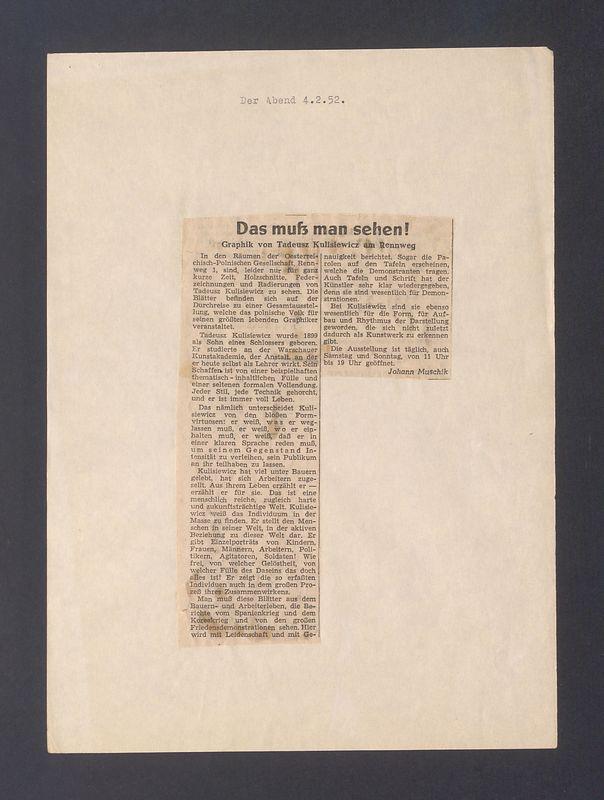 Der Abend 4.2.52.
Das muß man sehen!
Graphik von Tadeusz Kulisiewicz am Rennweg
In den Räumen der Oesterrei-
chisch-Polnischen Gesellschaft, Renn-
weg 1, sind, leider nur für ganz
kurze Zeit, Holzschnitte, Feder-
zeichnungen und Radierungen von
Tadeusz Kulisiewicz zu sehen. Die
Blätter befinden sich auf der
Durchreise zu einer Gesamtausstel-
lung, welche das polnische Volk für
seinen größten lebenden Graphiker
veranstaltet.
Tadeusz Kulisiewicz wurde 1899
als Sohn eines Schlossers geboren.
Er studierte an der Warschauer
Kunstakademie, der Anstalt, an der
er heute selbst als Lehrer wirkt. Sein
Schaffen ist von einer beispielhaften
thematisch-inhaltlichen Fülle und
einer seltenen formalen Vollendung.
Jeder Stil, jede Technik gehorcht,
und er ist immer voll Leben.
Das nämlich unterscheidet Kuli-
siewicz von den bloßen Form-
virtuosen: er weiß, was er weg-
lassen muß, er weiß, wo er ein-
halten muß, er weiß, daß er in
einer klaren Sprache reden muß,
um seinem Gegenstand In-
tensität zu verleihen, sein Publikum
an ihr teilhaben zu lassen.
Kulisiewicz hat viel unter Bauern
gelebt, hat sich Arbeitern zuge-
sellt. Aus ihrem Leben erzählt er —
erzählt er für sie. Das ist eine
menschlich reiche, zugleich harte
und zukunftsträchtige Welt. Kulisie-
wicz weiß das Individuum in der
Masse zu finden. Er stellt den Men-
schen in seiner Welt, in der aktiven
Beziehung zu dieser Welt dar. Er
gibt Einzelporträts von Kindern,
Frauen, Männern, Arbeitern, Poli-
tikern, Agitatoren, Soldaten! Wie
frei, von welcher Gelöstheit, von
welcher Fülle des Daseins das doch
alles ist! Er zeigt die so erfaßten
Individuen auch in dem großen Pro-
zeß ihres Zusammenwirkens.
Man muß diese Blätter aus dem
Bauern- und Arbeiterleben, die Be-
richte vom Spanienkrieg und dem
Koreakrieg und von den großen
Friedensdemonstrationen sehen. Hier
wird mit Leidenschaft und mit Ge-
nauigkeit berichtet. Sogar die Pa-
rolen auf den Tafeln erscheinen,
welche die Demonstranten tragen.
Auch Tafeln und Schrift hat der
Künstler sehr klar wiedergegeben,
denn sie sind wesentlich für Demon-
strationen.
Bei Kulisiewicz sind sie ebenso
wesentlich für die Form, für Auf-
bau und Rhythmus der Darstellung
geworden, die sich nicht zuletzt
dadurch als Kunstwerk zu erkennen
gibt.
Die Ausstellung ist täglich, auch
Samstag und Sonntag, von 11 Uhr
bis 19 Uhr geöffnet.
Johann Muschik